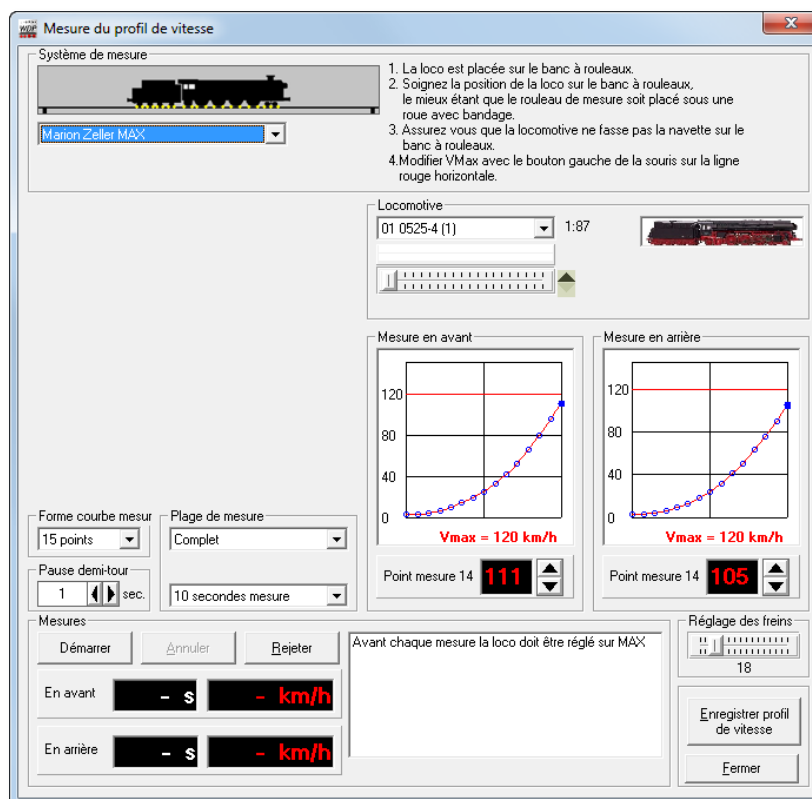 WDP Mesure du profil de vitesse
Système de mesure
Marion Zeller MAX
1. La loco est placée sur le banc à rouleaux.
2. Soignez la position de la loco sur le banc à rouleaux,
le mieux étant que le rouleau de mesure soit placé sous une
roue avec bandage.
3. Assurez vous que la locomotive ne fasse pas la navette sur le
banc à rouleaux.
4.Modifier VMax avec le bouton gauche de la souris sur la ligne
rouge horizontale.
Locomotive
01 0525-4 (1)
1:87
Mesure en avant
120
80
40
0
Vmax = 120 km/h
Point mesure 14
111
Mesure en arrière
120
80
40
0
Vmax = 120 km/h
Point mesure 14
105
Forme courbe mesur
15 points
Plage de mesure
Complet
Pause demi-tour
1
sec.
10 secondes mesure
Mesures
Démarrer
Annuler
Rejeter
En avant
- s
- km/h
En arrière
- s
- km/h
Avant chaque mesure la loco doit être réglé sur MAX
Réglage des freins
18
Enregistrer profil
de vitesse
Fermer